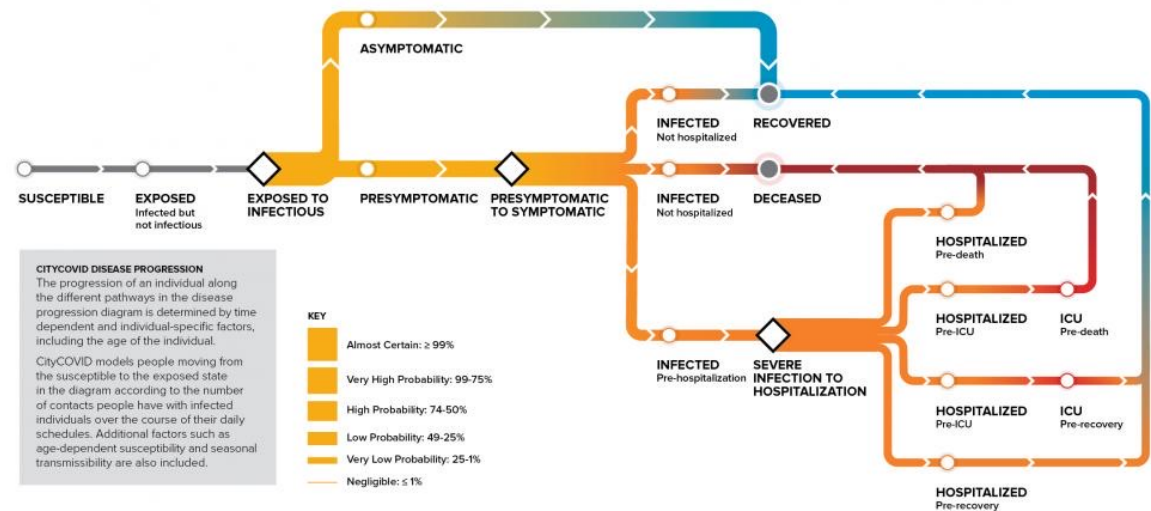 ASYMPTOMATIC
INFECTED
Not hospitalized
RECOVERED
SUSCEPTIBLE
EXPOSED
Infected but
not infectious
EXPOSED TO
INFECTIOUS
PRESYMPTOMATIC
PRESYMPTOMATIC
TO SYMPTOMATIC
INFECTED
Not hospitalized
DECEASED
HOSPITALIZED
Pre-death
HOSPITALIZED
Pre-ICU
ICU
Pre-death
INFECTED
Pre-hospitalization
SEVERE
INFECTION TO
HOSPITALIZATION
HOSPITALIZED
Pre-ICU
ICU
Pre-recovery
HOSPITALIZED
Pre-recovery
CITYCOVID DISEASE PROGRESSION
The progression of an individual along
the different pathways in the disease
progression diagram is determined by time
dependent and individual-specific factors,
including the age of the individual.
CityCOVID models people moving from
the susceptible to the exposed state
in the diagram according to the number
of contacts people have with infected
individuals over the course of their daily
schedules. Additional factors such as
age-dependent susceptibility and seasonal
transmissibility are also included.
KEY
Almost Certain: ≥ 99%
Very High Probability: 99-75%
High Probability: 74-50%
Low Probability: 49-25%
Very Low Probability: 25-1%
Negligible: ≤ 1%